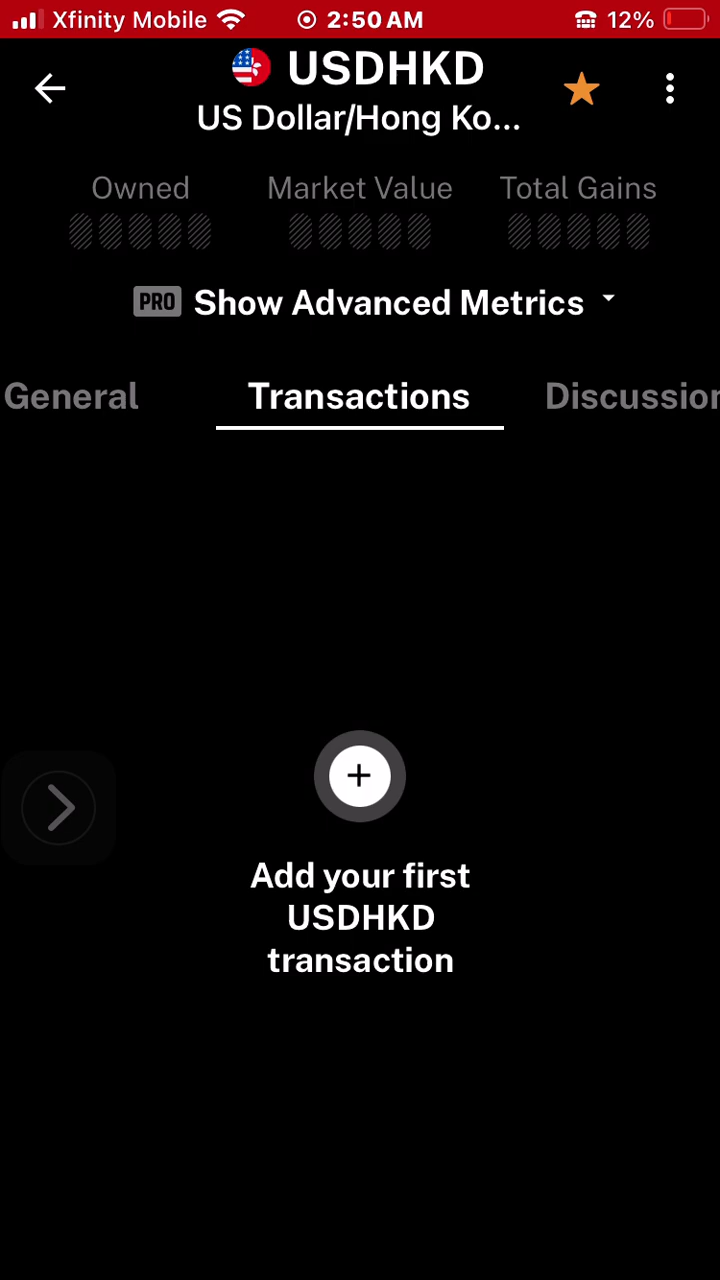 Xfinity Mobile 2:50 AM 12%
USDHKD
US Dollar/Hong Ko...
Owned Market Value Total Gains
PRO Show Advanced Metrics
General Transactions Discussion
Add your first
USDHKD
transaction